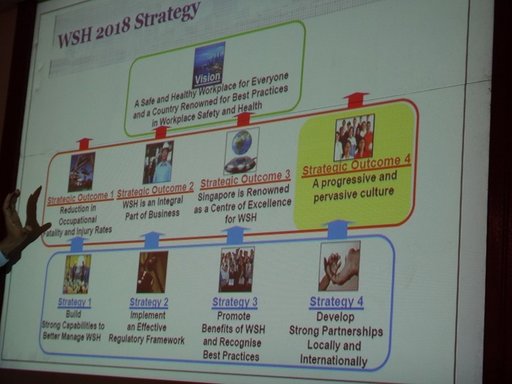 WSH 2018 Strategy
Vision
A Safe and Healthy Workplace for Everyone
and a Country Renowned for Best Practices
in Workplace Safety and Health
Strategic Outcome 1
Reduction in
Occupational
Fatality and Injury Rates
Strategic Outcome 2
WSH is an Integral
Part of Business
Strategic Outcome 3
Singapore is Renowned
as a Centre of Excellence
for WSH
Strategic Outcome 4
A progressive and
pervasive culture
Strategy 1
Build
Strong Capabilities to
Better Manage WSH
Strategy 2
Implement
an Effective
Regulatory Framework
Strategy 3
Promote
Benefits of WSH
and Recognise
Best Practices
Strategy 4
Develop
Strong Partnerships
Locally and
Internationally